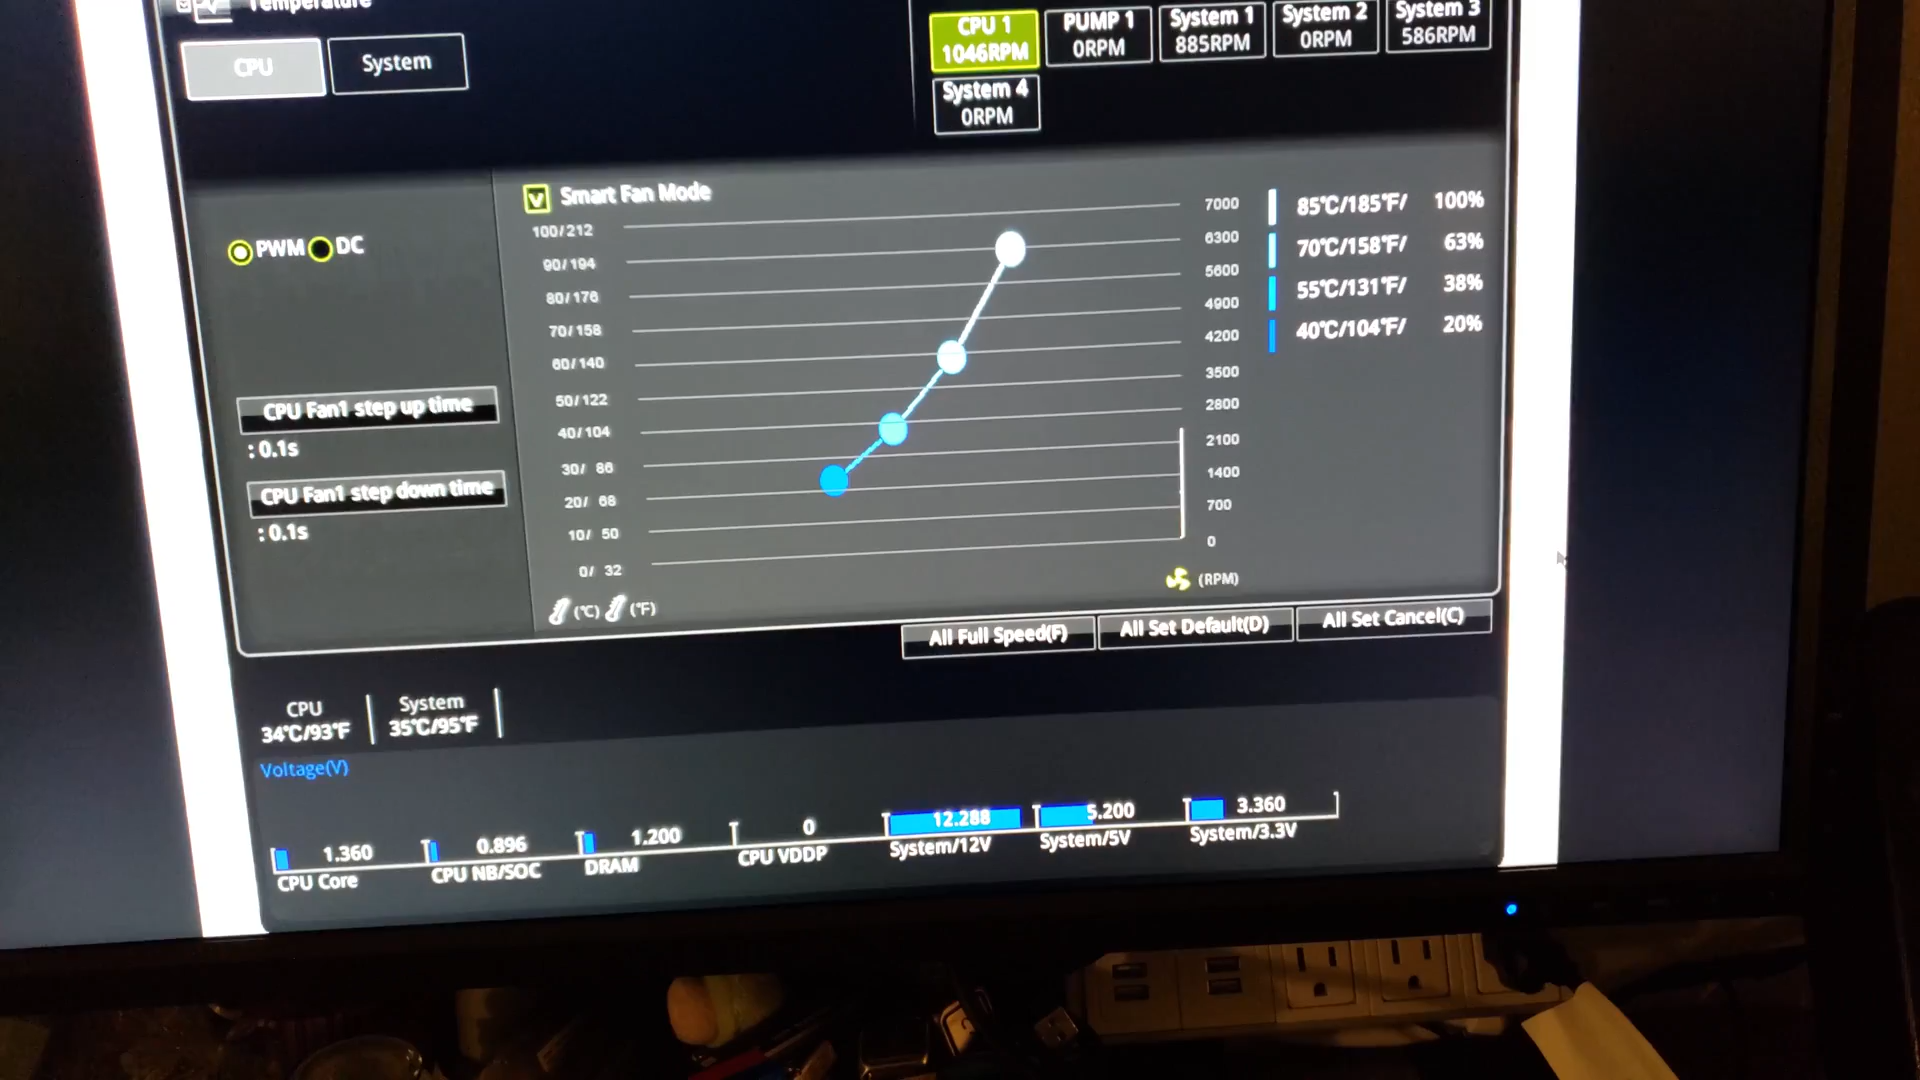 Temperature
CPU
System
CPU 1
1046RPM
PUMP 1
0RPM
System 1
885RPM
System 2
0RPM
System 3
586RPM
System 4
0RPM
Smart Fan Mode
PWM DC
CPU Fan1 step up time
: 0.1s
CPU Fan1 step down time
: 0.1s
100/212
90/194
80/176
70/158
60/140
50/122
40/104
30/ 86
20/ 68
10/ 50
0/ 32
(℃) (℉)
7000
6300
5600
4900
4200
3500
2800
2100
1400
700
0
(RPM)
85℃/185℉/ 100%
70℃/158℉/ 63%
55℃/131℉/ 38%
40℃/104℉/ 20%
All Full Speed(F)
All Set Default(D)
All Set Cancel(C)
CPU
34℃/93℉
System
35℃/95℉
Voltage(V)
1.360
CPU Core
0.896
CPU NB/SOC
1.200
DRAM
0
CPU VDDP
12.288
System/12V
5.200
System/5V
3.360
System/3.3V